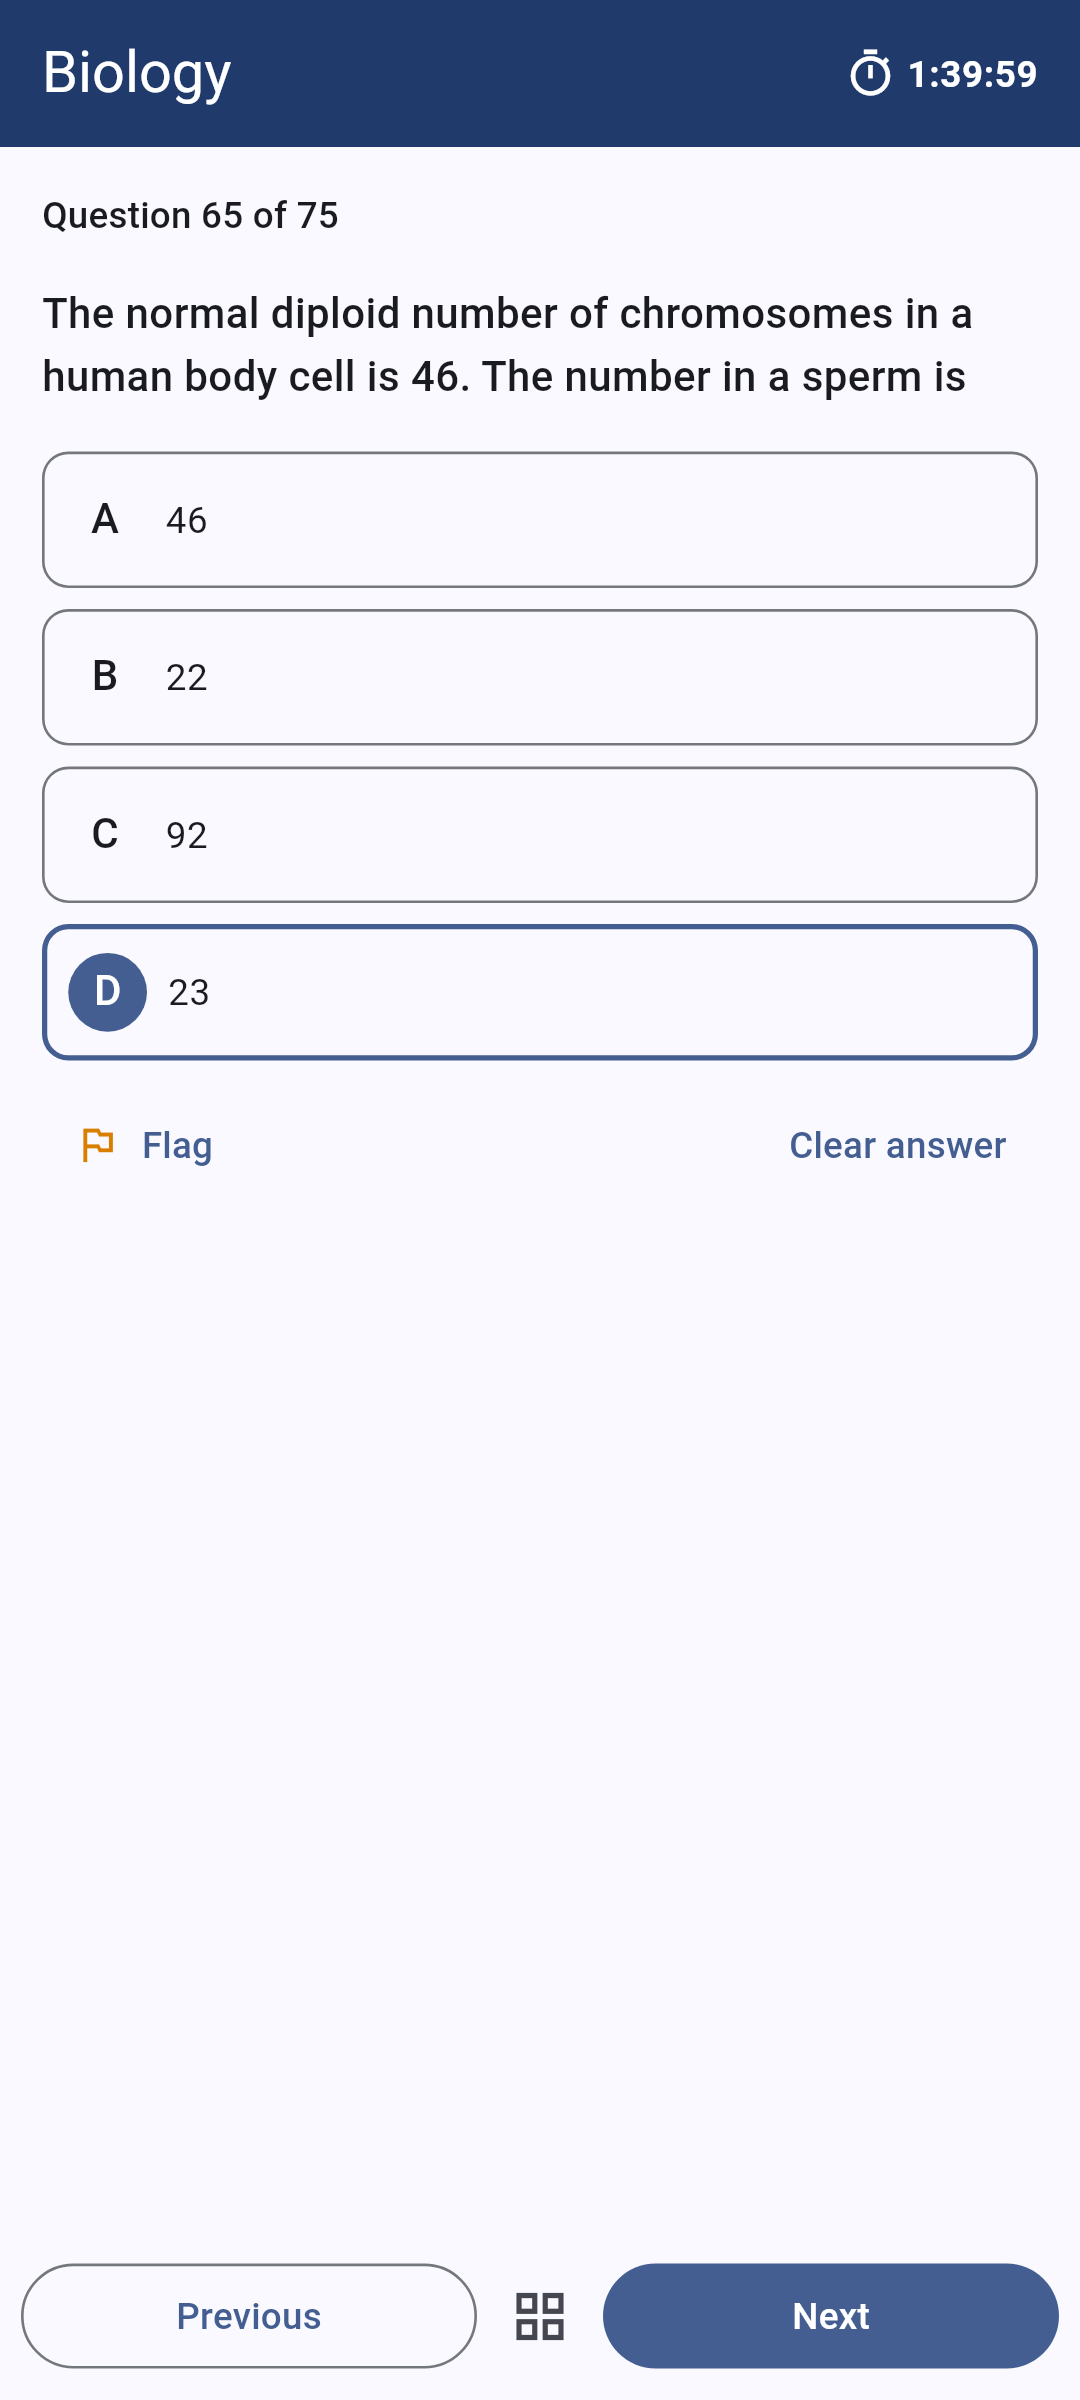 Biology
1:39:59
Question 65 of 75
The normal diploid number of chromosomes in a
human body cell is 46. The number in a sperm is
A 46
B 22
C 92
D 23
Flag
Clear answer
Previous
Next